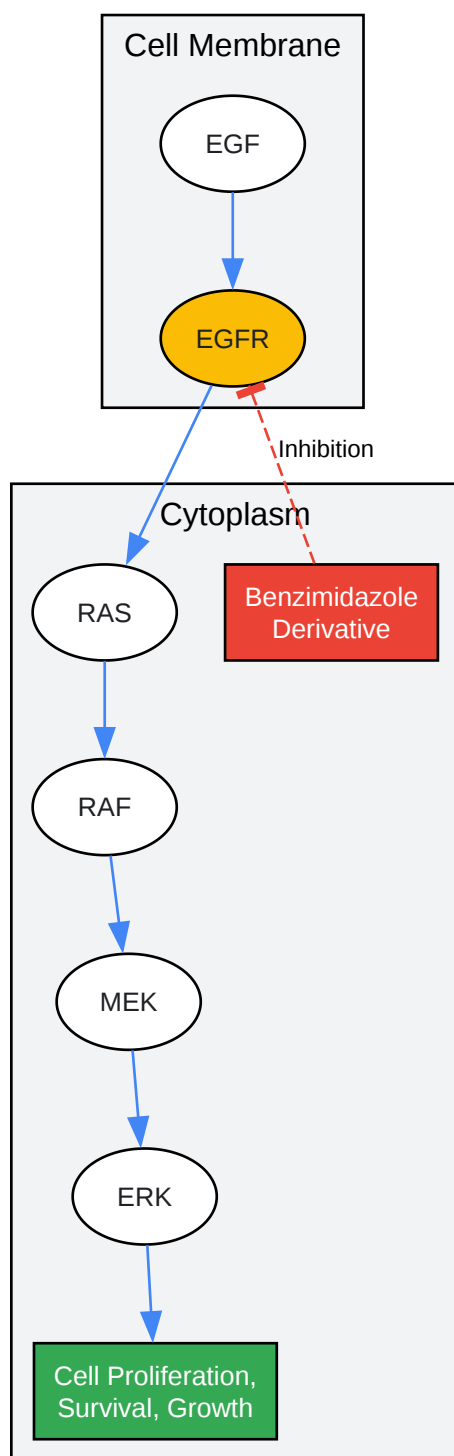 Cell Membrane
EGF
EGFR
Inhibition
Cytoplasm
RAS
Benzimidazole
Derivative
RAF
MEK
ERK
Cell Proliferation,
Survival, Growth